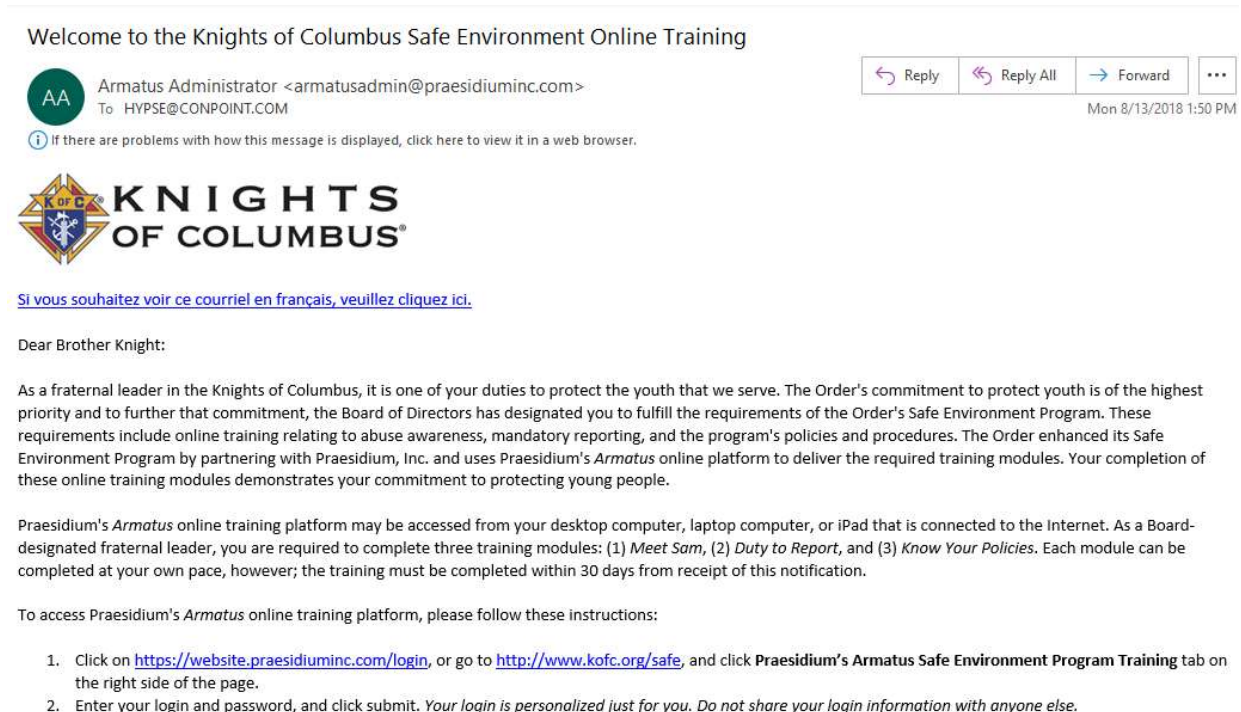 Welcome to the Knights of Columbus Safe Environment Online Training
Reply
Reply All
Forward
...
AA
Armatus Administrator <armatusadmin@praesidiuminc.com>
To HYPSE@CONPOINT.COM
Mon 8/13/2018 1:50 PM
If there are problems with how this message is displayed, click here to view it in a web browser.
K OF C
KNIGHTS
OF COLUMBUS®
Si vous souhaitez voir ce courriel en français, veuillez cliquez ici.
Dear Brother Knight:
As a fraternal leader in the Knights of Columbus, it is one of your duties to protect the youth that we serve. The Order's commitment to protect youth is of the highest
priority and to further that commitment, the Board of Directors has designated you to fulfill the requirements of the Order's Safe Environment Program. These
requirements include online training relating to abuse awareness, mandatory reporting, and the program's policies and procedures. The Order enhanced its Safe
Environment Program by partnering with Praesidium, Inc. and uses Praesidium's Armatus online platform to deliver the required training modules. Your completion of
these online training modules demonstrates your commitment to protecting young people.
Praesidium's Armatus online training platform may be accessed from your desktop computer, laptop computer, or iPad that is connected to the Internet. As a Board-
designated fraternal leader, you are required to complete three training modules: (1) Meet Sam, (2) Duty to Report, and (3) Know Your Policies. Each module can be
completed at your own pace, however; the training must be completed within 30 days from receipt of this notification.
To access Praesidium's Armatus online training platform, please follow these instructions:
1. Click on https://website.praesidiuminc.com/login, or go to http://www.kofc.org/safe, and click Praesidium's Armatus Safe Environment Program Training tab on
the right side of the page.
2. Enter your login and password, and click submit. Your login is personalized just for you. Do not share your login information with anyone else.